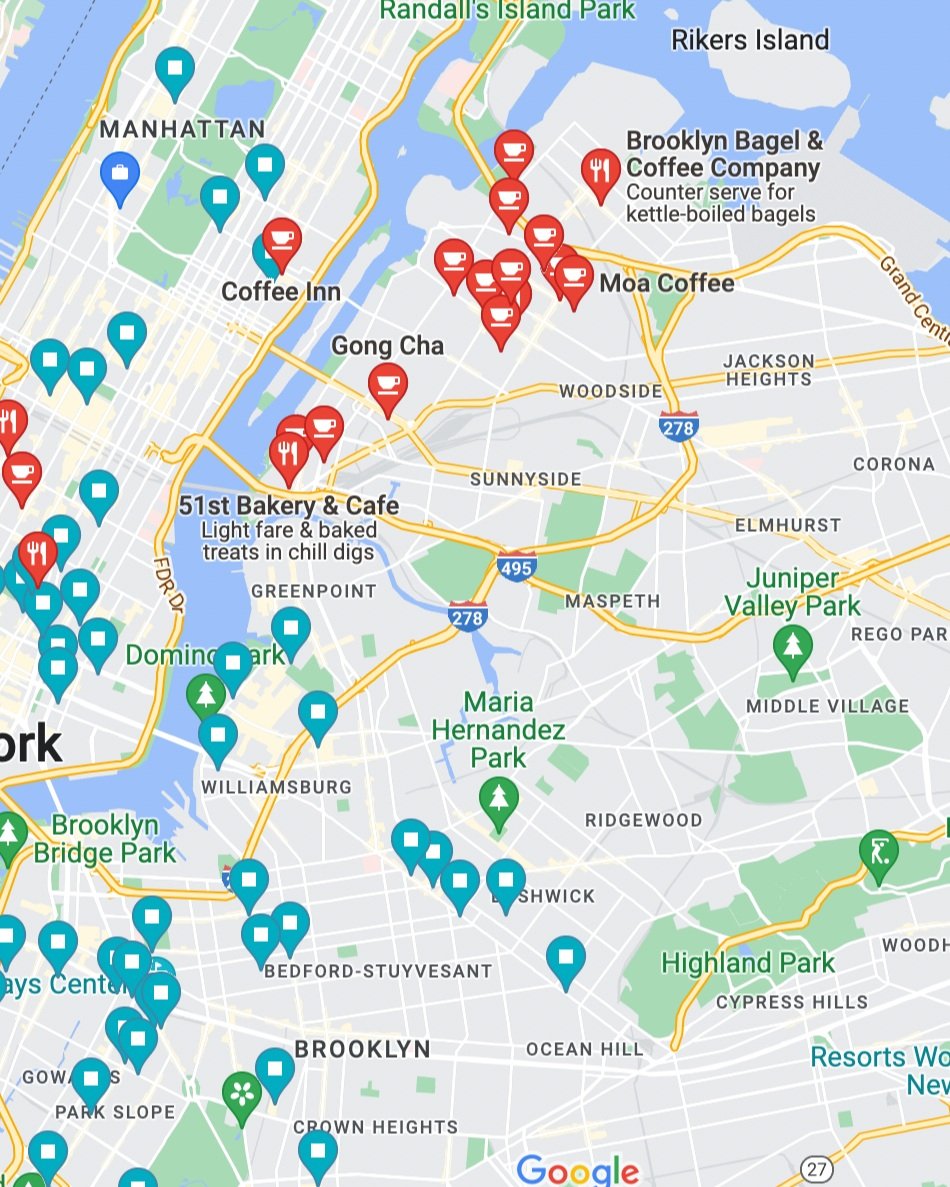 Randall's Island Park
Rikers Island
MANHATTAN
Brooklyn Bagel &
Coffee Company
Counter serve for
kettle-boiled bagels
Coffee Inn
Moa Coffee
Grand Cent
Gong Cha
JACKSON
HEIGHTS
WOODSIDE
278
CORONA
SUNNYSIDE
51st Bakery & Cafe
Light fare & baked
treats in chill digs
ELMHURST
495
FDR Dr
GREENPOINT
Juniper
Valley Park
MASPETH
278
REGO PAR
Domino Park
Maria
Hernandez
Park
MIDDLE VILLAGE
ork
WILLIAMSBURG
RIDGEWOOD
Brooklyn
Bridge Park
BUSHWICK
WOODH
Highland Park
BEDFORD-STUYVESANT
ays Cente
CYPRESS HILLS
BROOKLYN
OCEAN HILL
Resorts Wo
New
GOWANUS
PARK SLOPE
CROWN HEIGHTS
Google
27